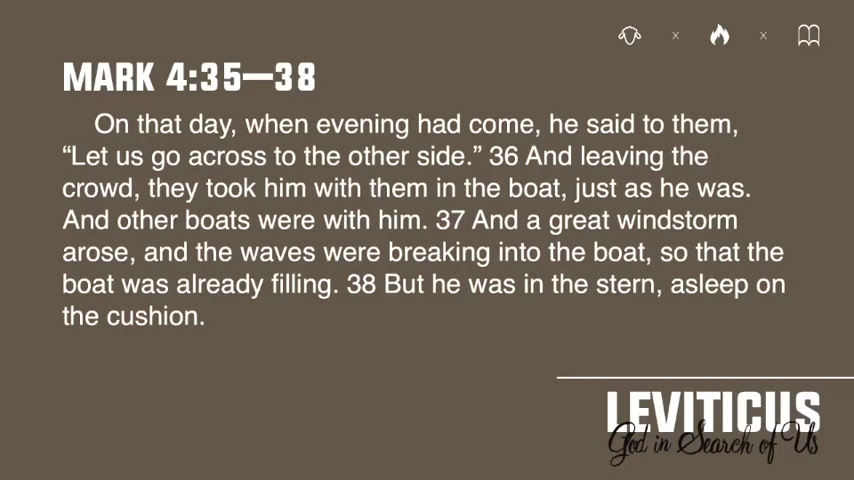 x x
MARK 4:35—38
On that day, when evening had come, he said to them,
“Let us go across to the other side.” 36 And leaving the
crowd, they took him with them in the boat, just as he was.
And other boats were with him. 37 And a great windstorm
arose, and the waves were breaking into the boat, so that the
boat was already filling. 38 But he was in the stern, asleep on
the cushion.
LEVITICUS
God in Search of Us